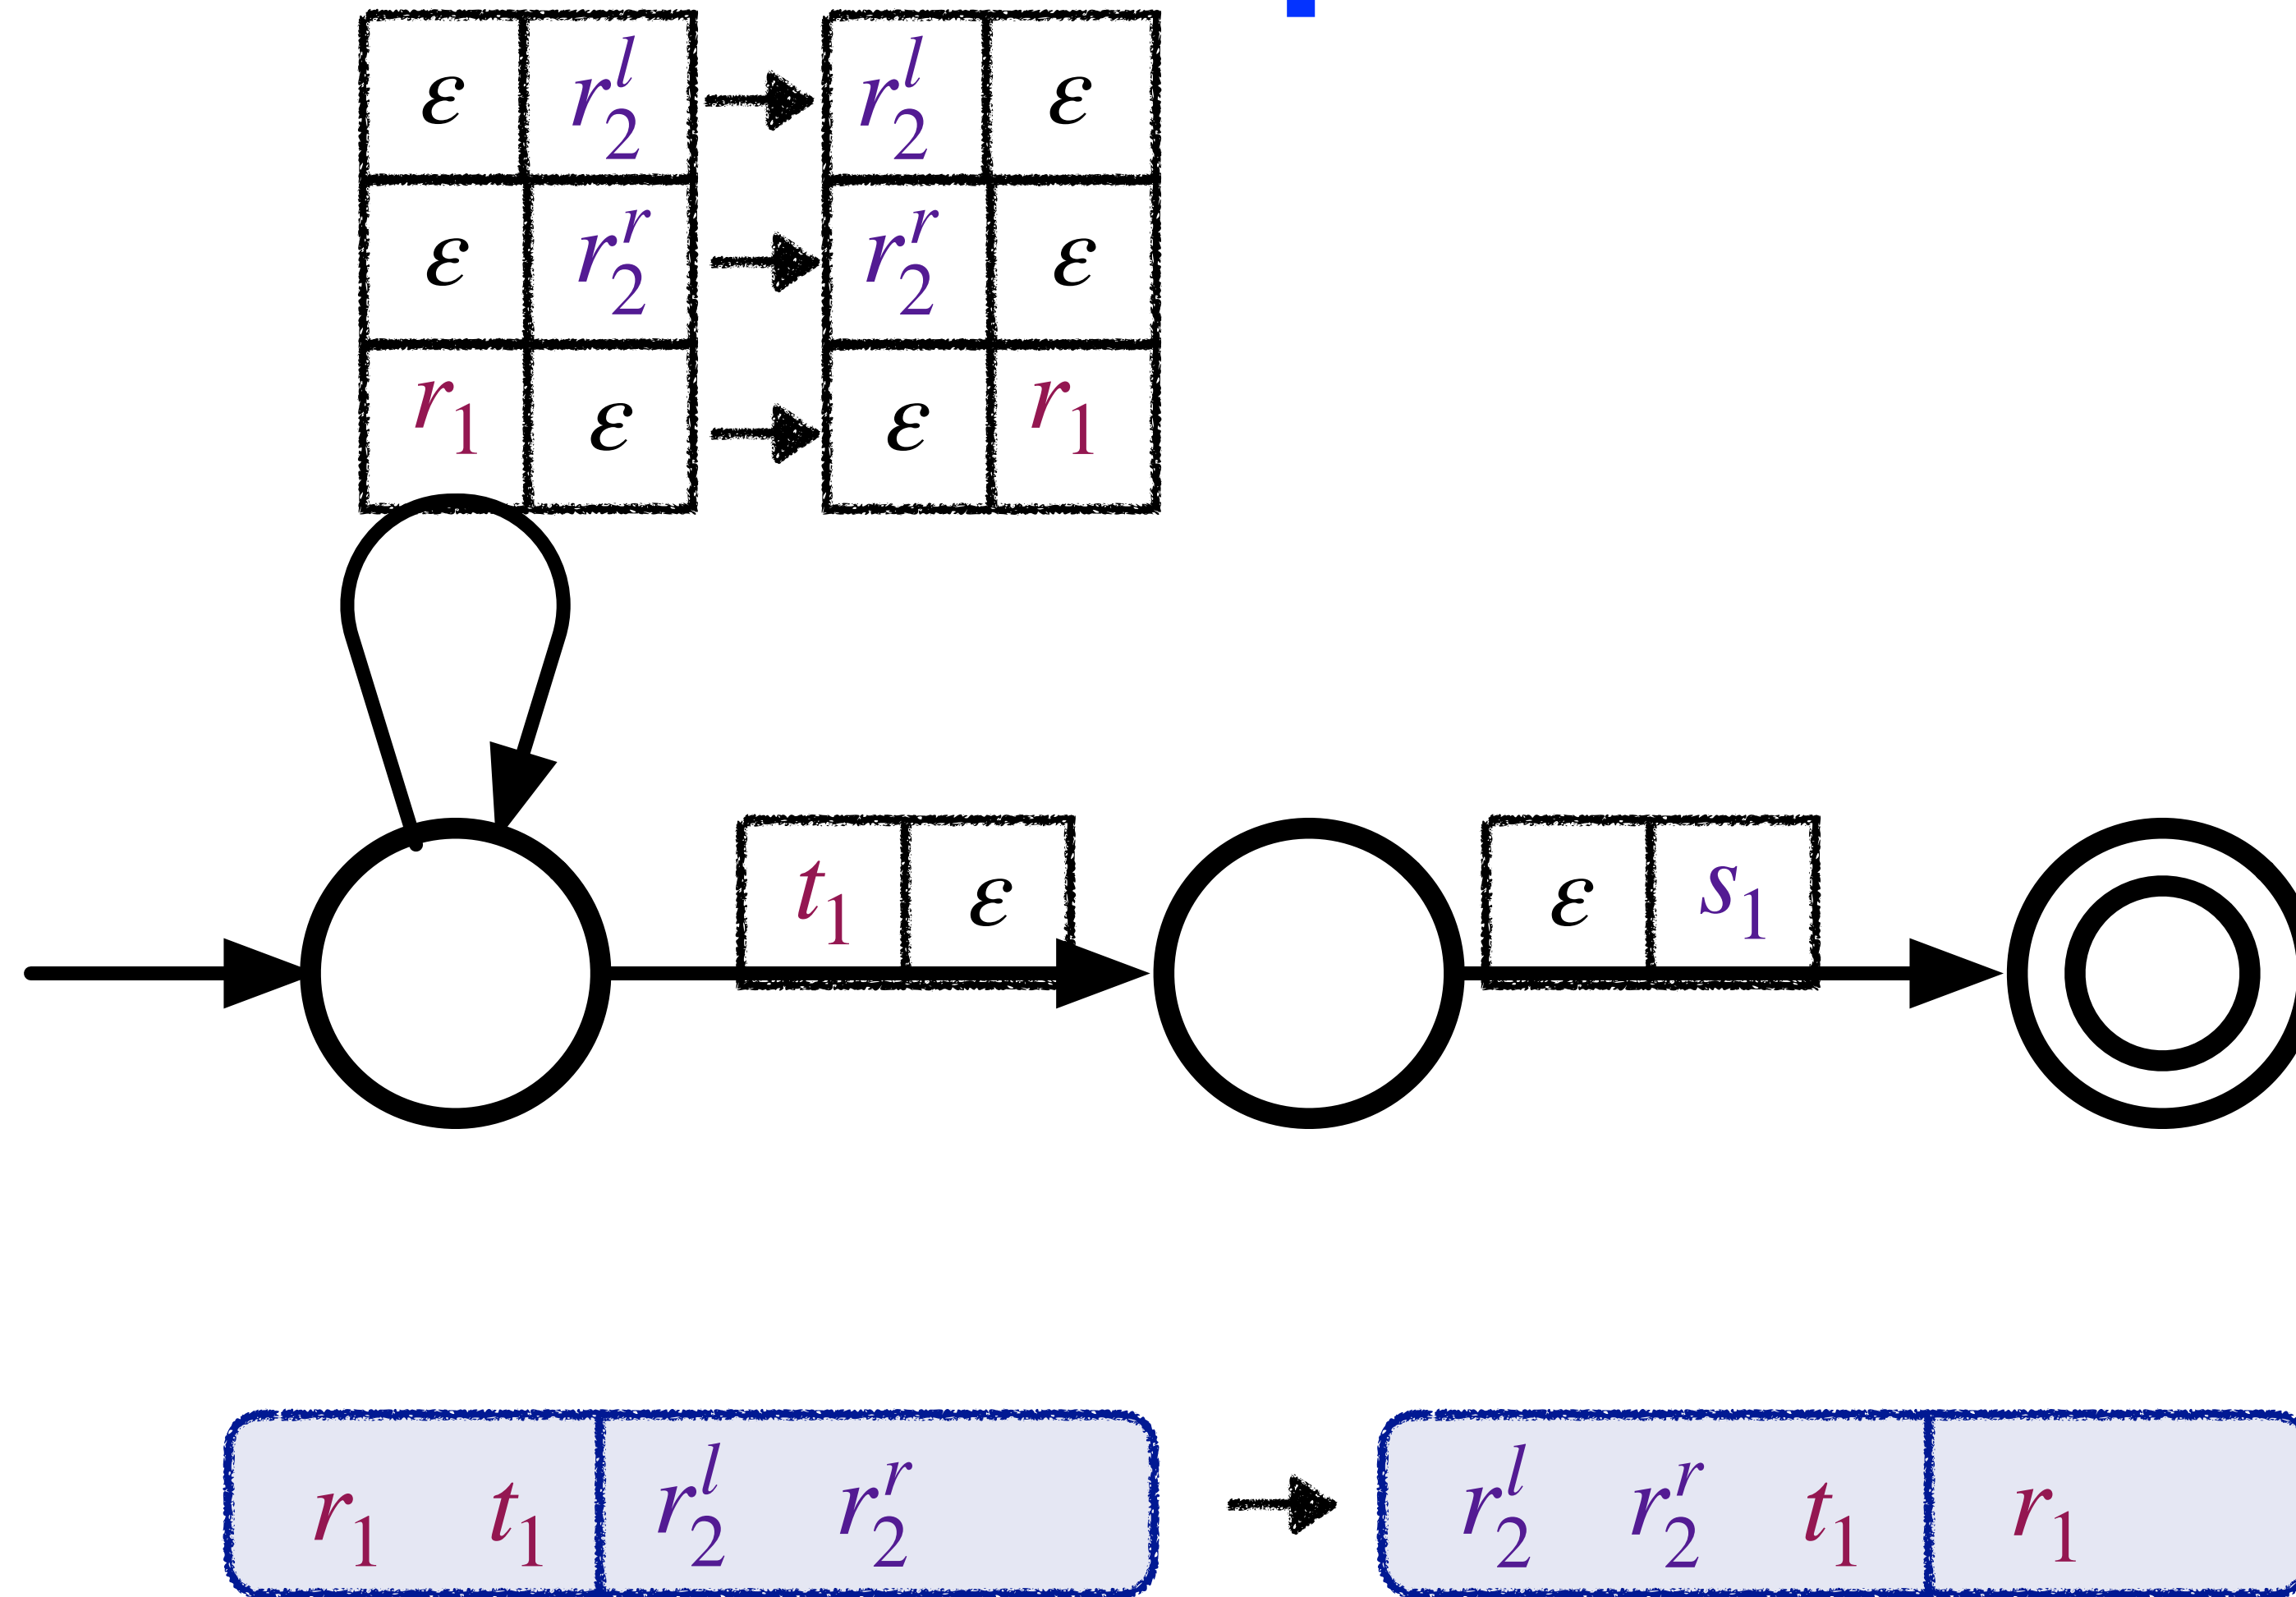 ε r₂ˡ → r₂ˡ ε
ε r₂ʳ → r₂ʳ ε
r₁ ε → ε r₁
t₁ ε ε s₁
r₁ t₁ r₂ˡ r₂ʳ → r₂ˡ r₂ʳ t₁ r₁